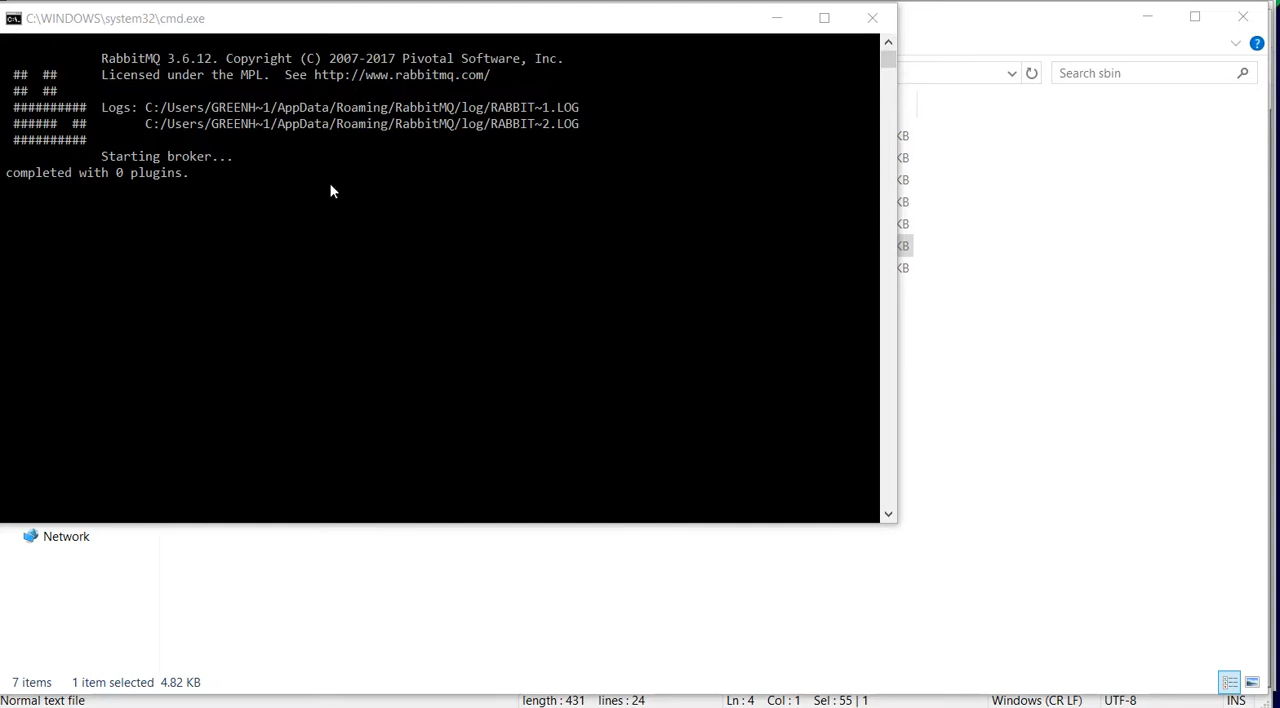 C:\WINDOWS\system32\cmd.exe
RabbitMQ 3.6.12. Copyright (C) 2007-2017 Pivotal Software, Inc.
##  ##      Licensed under the MPL.  See http://www.rabbitmq.com/
##  ##
##########  Logs: C:/Users/GREENH~1/AppData/Roaming/RabbitMQ/log/RABBIT~1.LOG
######  ##        C:/Users/GREENH~1/AppData/Roaming/RabbitMQ/log/RABBIT~2.LOG
##########
Starting broker...
completed with 0 plugins.
Search sbin
KB
KB
KB
KB
KB
KB
KB
Network
7 items 1 item selected 4.82 KB
Normal text file length : 431 lines : 24 Ln : 4 Col : 1 Sel : 55 | 1 Windows (CR LF) UTF-8 INS